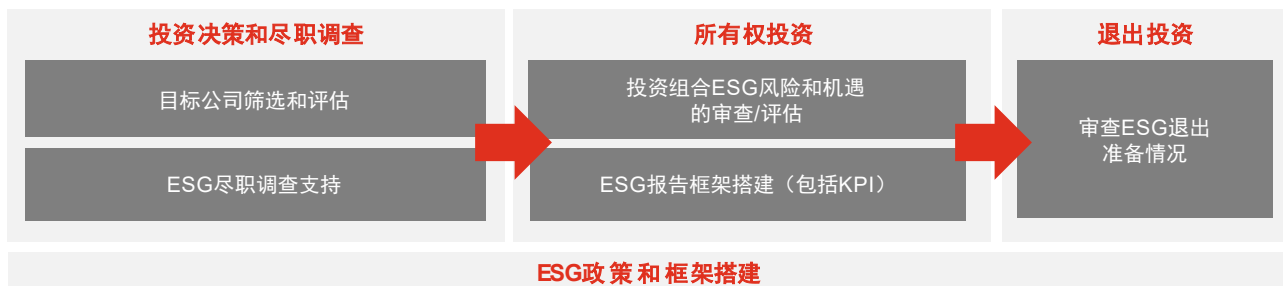 投资决策和尽职调查
目标公司筛选和评估
ESG尽职调查支持
所有权投资
投资组合ESG风险和机遇
的审查/评估
ESG报告框架搭建（包括KPI）
退出投资
审查ESG退出
准备情况
ESG政策和框架搭建